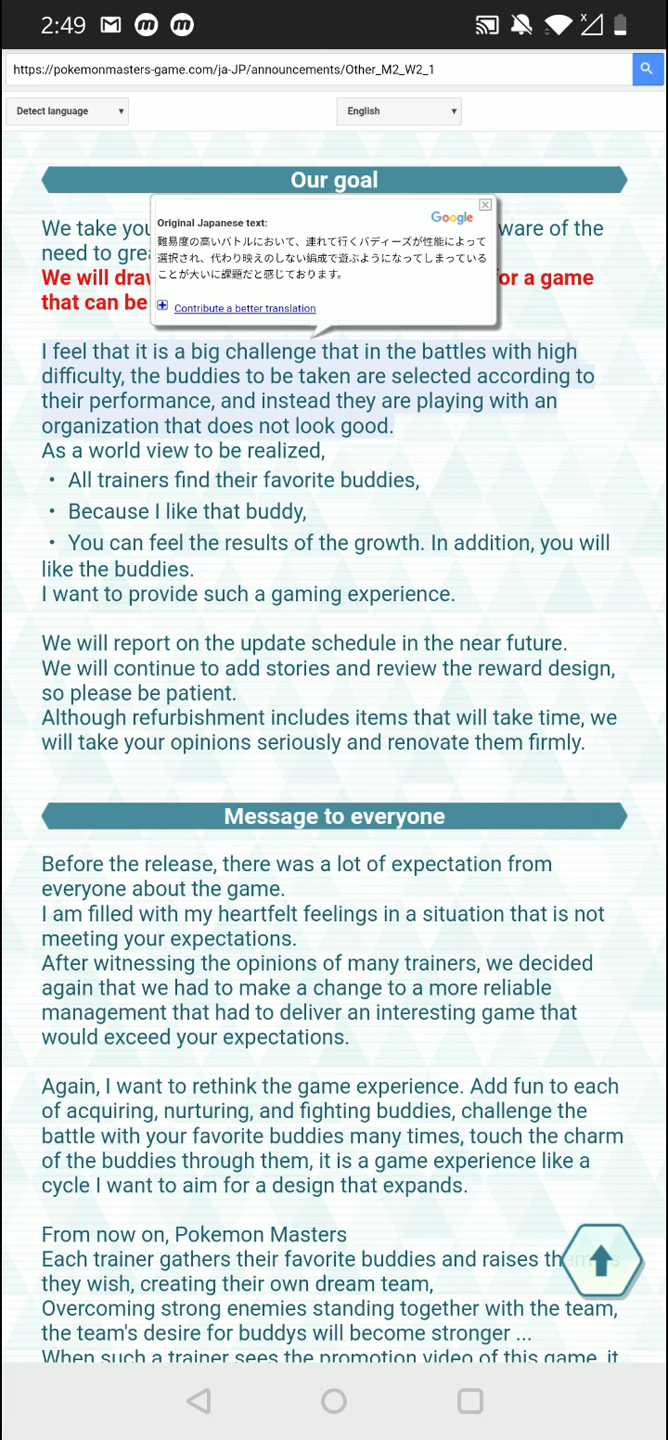 2:49
https://pokemonmasters-game.com/ja-JP/announcements/Other_M2_W2_1
Detect language
English
Our goal
We take you
ware of the
need to grea
We will drav
or a game
that can be
Google
Original Japanese text:
難易度の高いバトルにおいて、連れて行くバディーズが性能によって
選択され、代わり映えのしない編成で遊ぶようになってしまっている
ことが大いに課題だと感じております。
Contribute a better translation
I feel that it is a big challenge that in the battles with high
difficulty, the buddies to be taken are selected according to
their performance, and instead they are playing with an
organization that does not look good.
As a world view to be realized,
・ All trainers find their favorite buddies,
・ Because I like that buddy,
・ You can feel the results of the growth. In addition, you will
like the buddies.
I want to provide such a gaming experience.
We will report on the update schedule in the near future.
We will continue to add stories and review the reward design,
so please be patient.
Although refurbishment includes items that will take time, we
will take your opinions seriously and renovate them firmly.
Message to everyone
Before the release, there was a lot of expectation from
everyone about the game.
I am filled with my heartfelt feelings in a situation that is not
meeting your expectations.
After witnessing the opinions of many trainers, we decided
again that we had to make a change to a more reliable
management that had to deliver an interesting game that
would exceed your expectations.
Again, I want to rethink the game experience. Add fun to each
of acquiring, nurturing, and fighting buddies, challenge the
battle with your favorite buddies many times, touch the charm
of the buddies through them, it is a game experience like a
cycle I want to aim for a design that expands.
From now on, Pokemon Masters
Each trainer gathers their favorite buddies and raises them as
they wish, creating their own dream team,
Overcoming strong enemies standing together with the team,
the team's desire for buddys will become stronger ...
When such a trainer sees the promotion video of this game, it